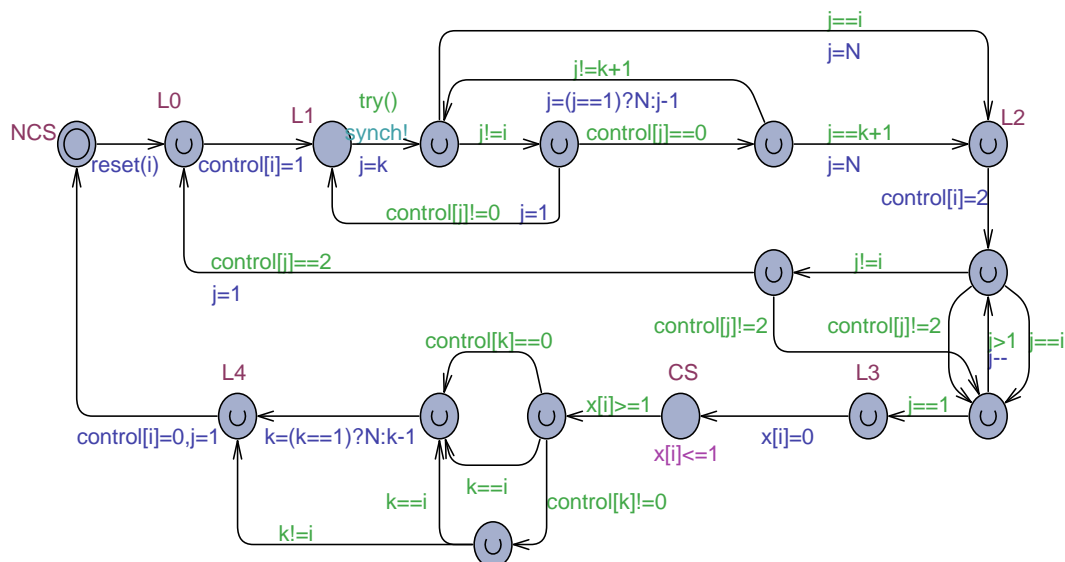 j==i
j=N
j!=k+1
j=(j==1)?N:j-1
L0
L1
try()
synch!
j=k
NCS
reset(i)
control[i]=1
j!=i
control[j]==0
j==k+1
j=N
L2
control[j]!=0
j=1
control[i]=2
control[j]==2
j=1
j!=i
control[j]!=2
control[j]!=2
j>1
j--
j==i
control[k]==0
L4
CS
L3
x[i]>=1
j==1
control[i]=0,j=1
k=(k==1)?N:k-1
x[i]<=1
x[i]=0
k==i
k==i
control[k]!=0
k!=i